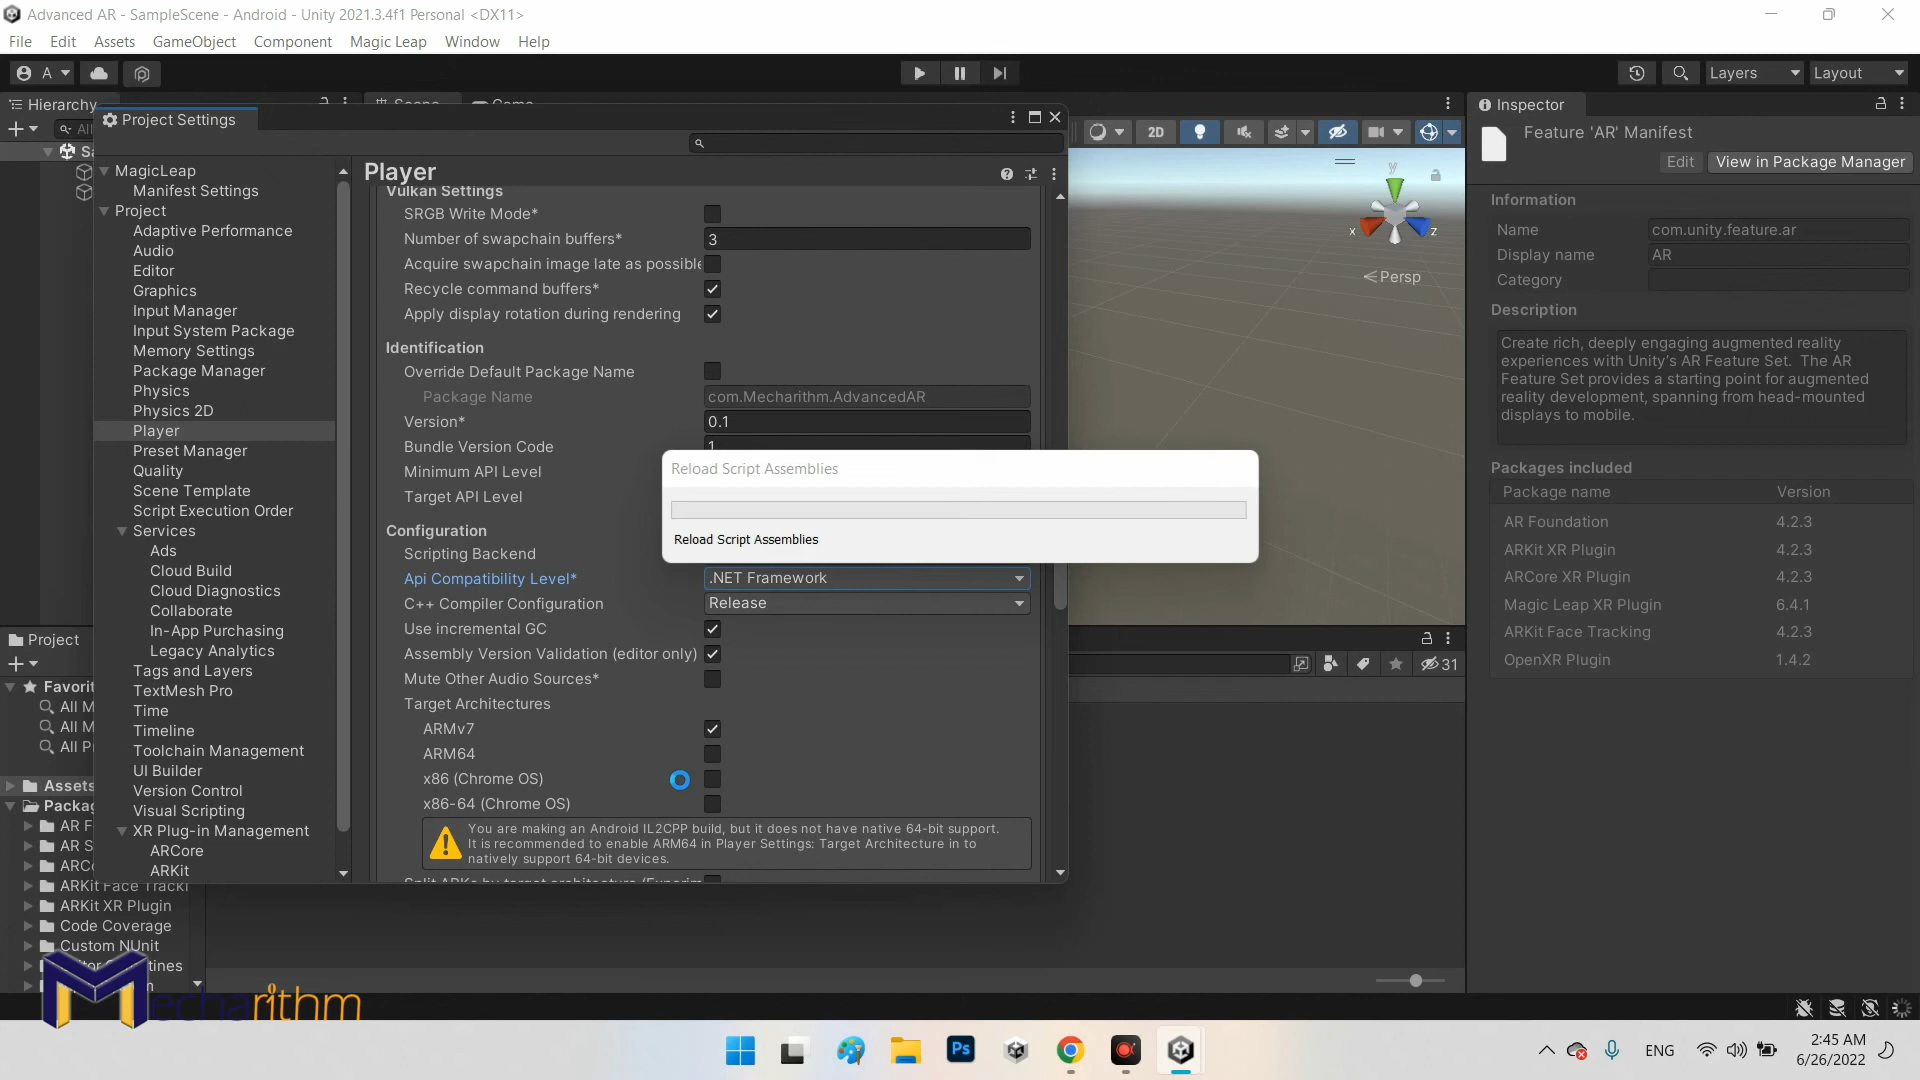 Advanced AR - SampleScene - Android - Unity 2021.3.4f1 Personal <DX11>
File Edit Assets GameObject Component Magic Leap Window Help
A Layers Layout
Hierarchy
Scene Game
All
Sa
Project Settings
MagicLeap
Manifest Settings
Project
Adaptive Performance
Audio
Editor
Graphics
Input Manager
Input System Package
Memory Settings
Package Manager
Physics
Physics 2D
Player
Preset Manager
Quality
Scene Template
Script Execution Order
Services
Ads
Cloud Build
Cloud Diagnostics
Collaborate
In-App Purchasing
Legacy Analytics
Tags and Layers
TextMesh Pro
Time
Timeline
Toolchain Management
UI Builder
Version Control
Visual Scripting
XR Plug-in Management
ARCore
ARKit
Player
Vulkan Settings
SRGB Write Mode*
Number of swapchain buffers* 3
Acquire swapchain image late as possible
Recycle command buffers*
Apply display rotation during rendering
Identification
Override Default Package Name
Package Name com.Mecharithm.AdvancedAR
Version* 0.1
Bundle Version Code 1
Minimum API Level
Target API Level
Configuration
Scripting Backend
Api Compatibility Level* .NET Framework
C++ Compiler Configuration Release
Use incremental GC
Assembly Version Validation (editor only)
Mute Other Audio Sources*
Target Architectures
ARMv7
ARM64
x86 (Chrome OS)
x86-64 (Chrome OS)
You are making an Android IL2CPP build, but it does not have native 64-bit support.
It is recommended to enable ARM64 in Player Settings: Target Architecture in to
natively support 64-bit devices.
Reload Script Assemblies
Reload Script Assemblies
2D
y
x z
Persp
31
Inspector
Feature 'AR' Manifest
Edit View in Package Manager
Information
Name com.unity.feature.ar
Display name AR
Category
Description
Create rich, deeply engaging augmented reality
experiences with Unity's AR Feature Set. The AR
Feature Set provides a starting point for augmented
reality development, spanning from head-mounted
displays to mobile.
Packages included
Package name Version
AR Foundation 4.2.3
ARKit XR Plugin 4.2.3
ARCore XR Plugin 4.2.3
Magic Leap XR Plugin 6.4.1
ARKit Face Tracking 4.2.3
OpenXR Plugin 1.4.2
Project
Favorit
All M
All M
All P
Assets
Packag
AR F
AR S
ARCo
ARKit Face Tracki
ARKit XR Plugin
Code Coverage
Custom NUnit
Mecharithm
Ps
ENG
2:45 AM
6/26/2022